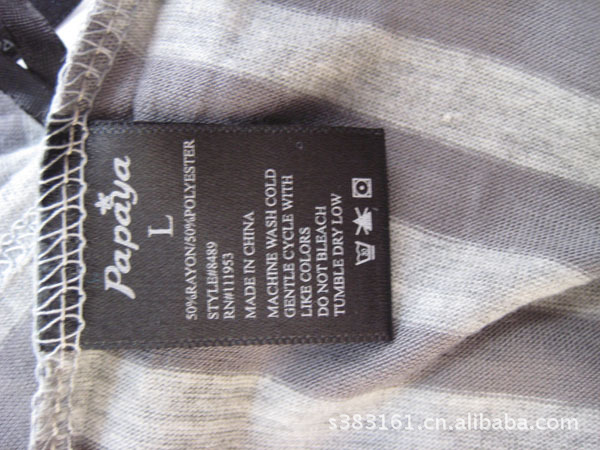 Papaya
L
50%RAYON/50%POLYESTER
STYLE#8489
RN#111953
MADE IN CHINA
MACHINE WASH COLD
GENTLE CYCLE WITH
LIKE COLORS
DO NOT BLEACH
TUMBLE DRY LOW
s383161.cn.alibaba.com